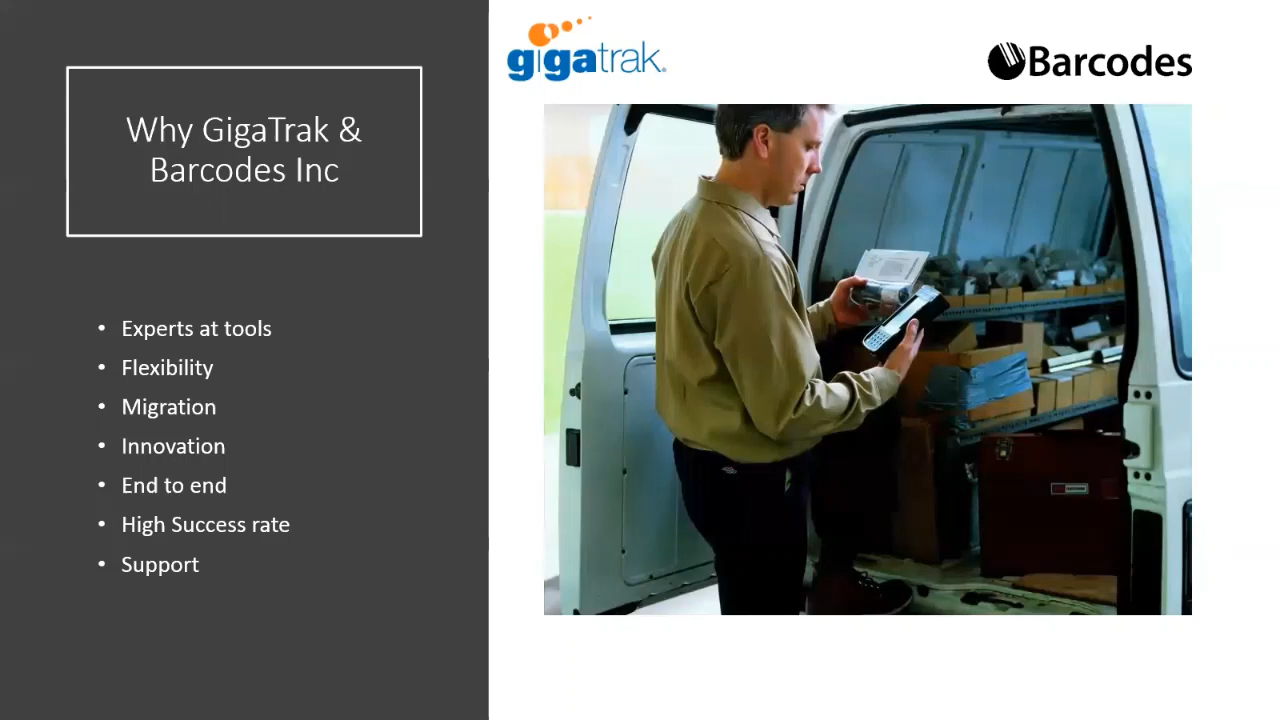 Why GigaTrak &
Barcodes Inc
• Experts at tools
• Flexibility
• Migration
• Innovation
• End to end
• High Success rate
• Support
gigatrak®
Barcodes